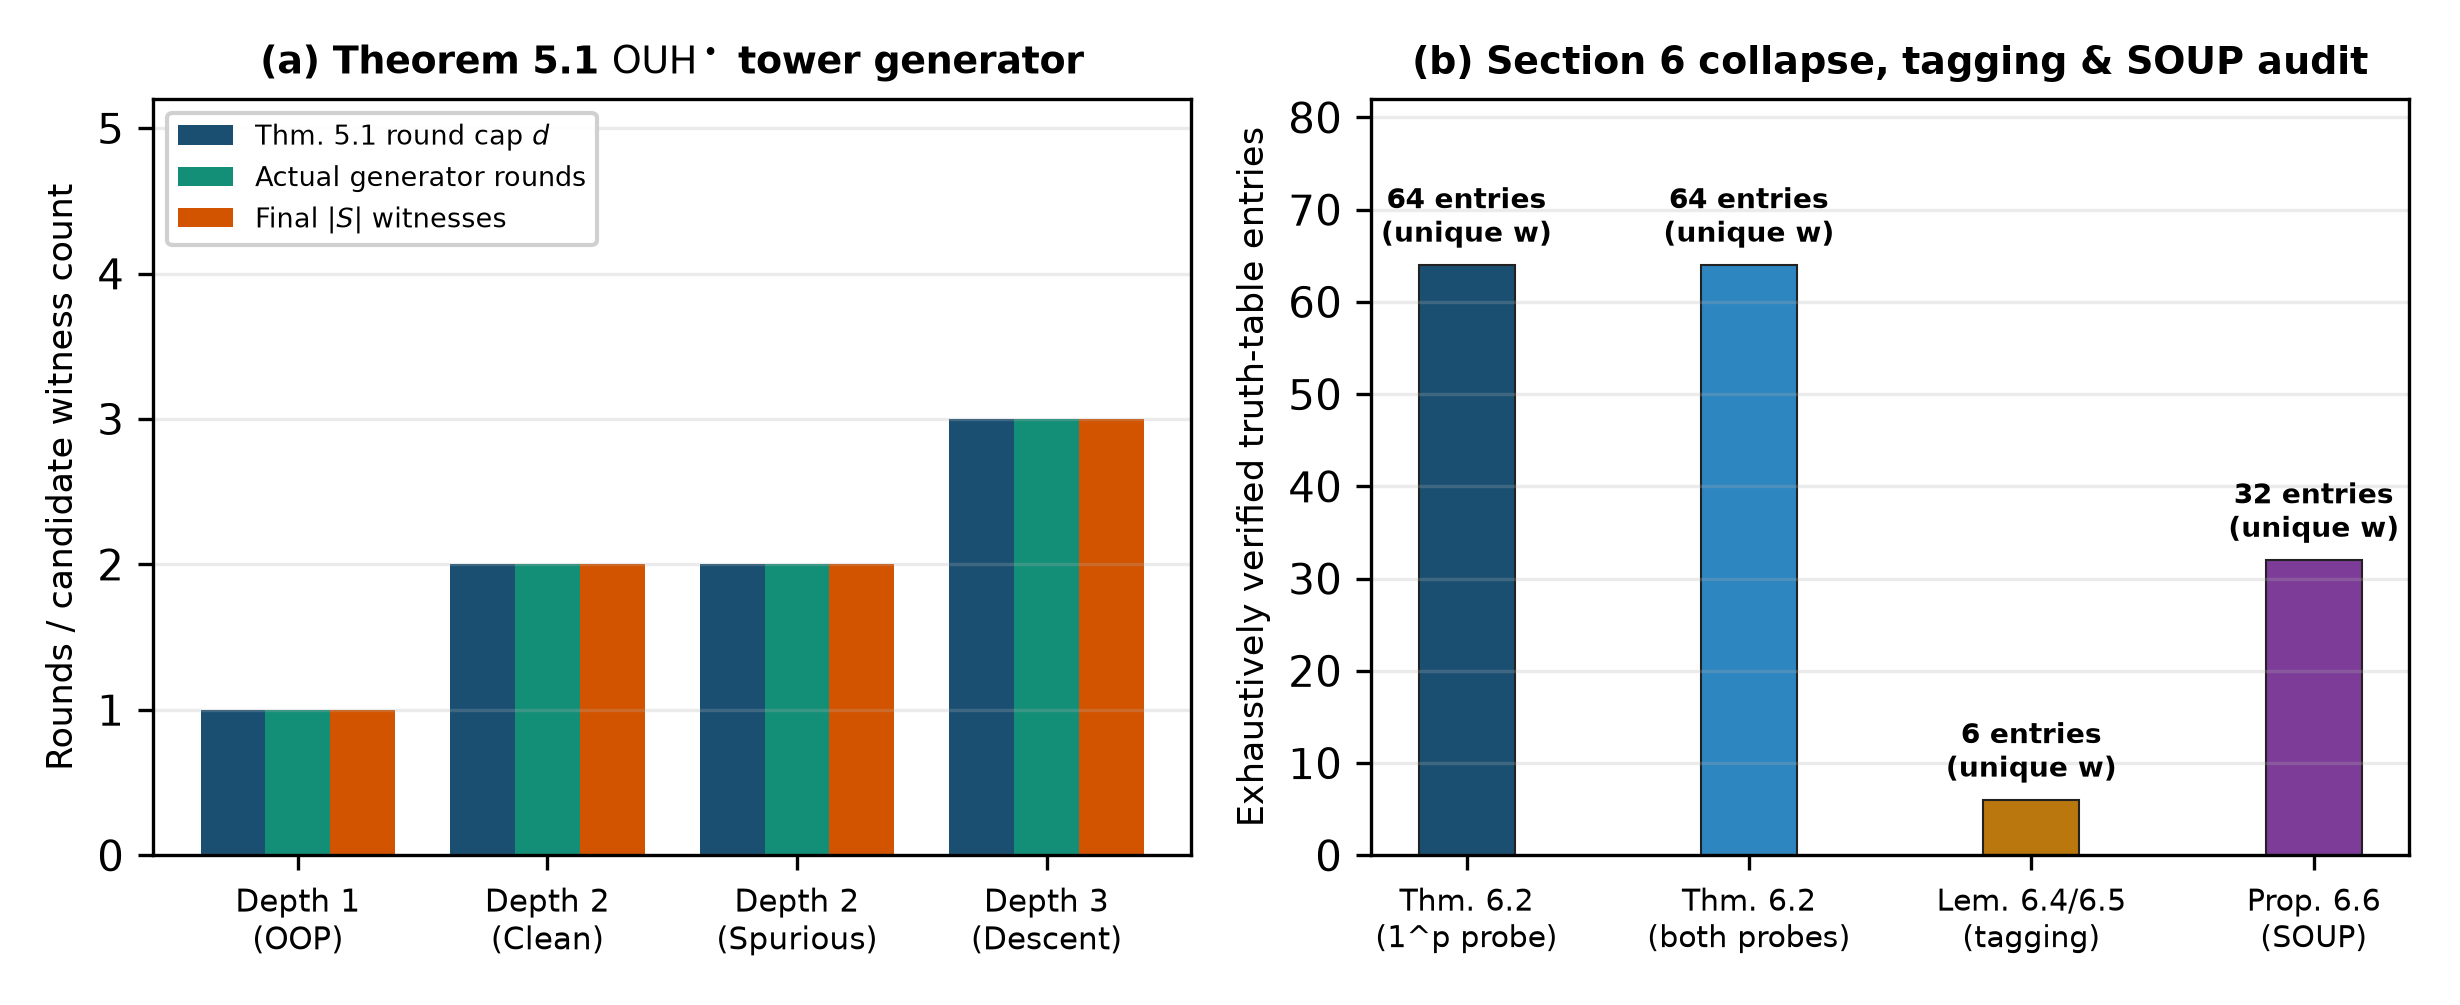 (a) Theorem 5.1 OUH• tower generator
Rounds / candidate witness count
5
4
3
2
1
0
Thm. 5.1 round cap d
Actual generator rounds
Final |S| witnesses
Depth 1
(OOP)
Depth 2
(Clean)
Depth 2
(Spurious)
Depth 3
(Descent)
(b) Section 6 collapse, tagging & SOUP audit
Exhaustively verified truth-table entries
80
70
60
50
40
30
20
10
0
64 entries
(unique w)
64 entries
(unique w)
6 entries
(unique w)
32 entries
(unique w)
Thm. 6.2
(1^p probe)
Thm. 6.2
(both probes)
Lem. 6.4/6.5
(tagging)
Prop. 6.6
(SOUP)